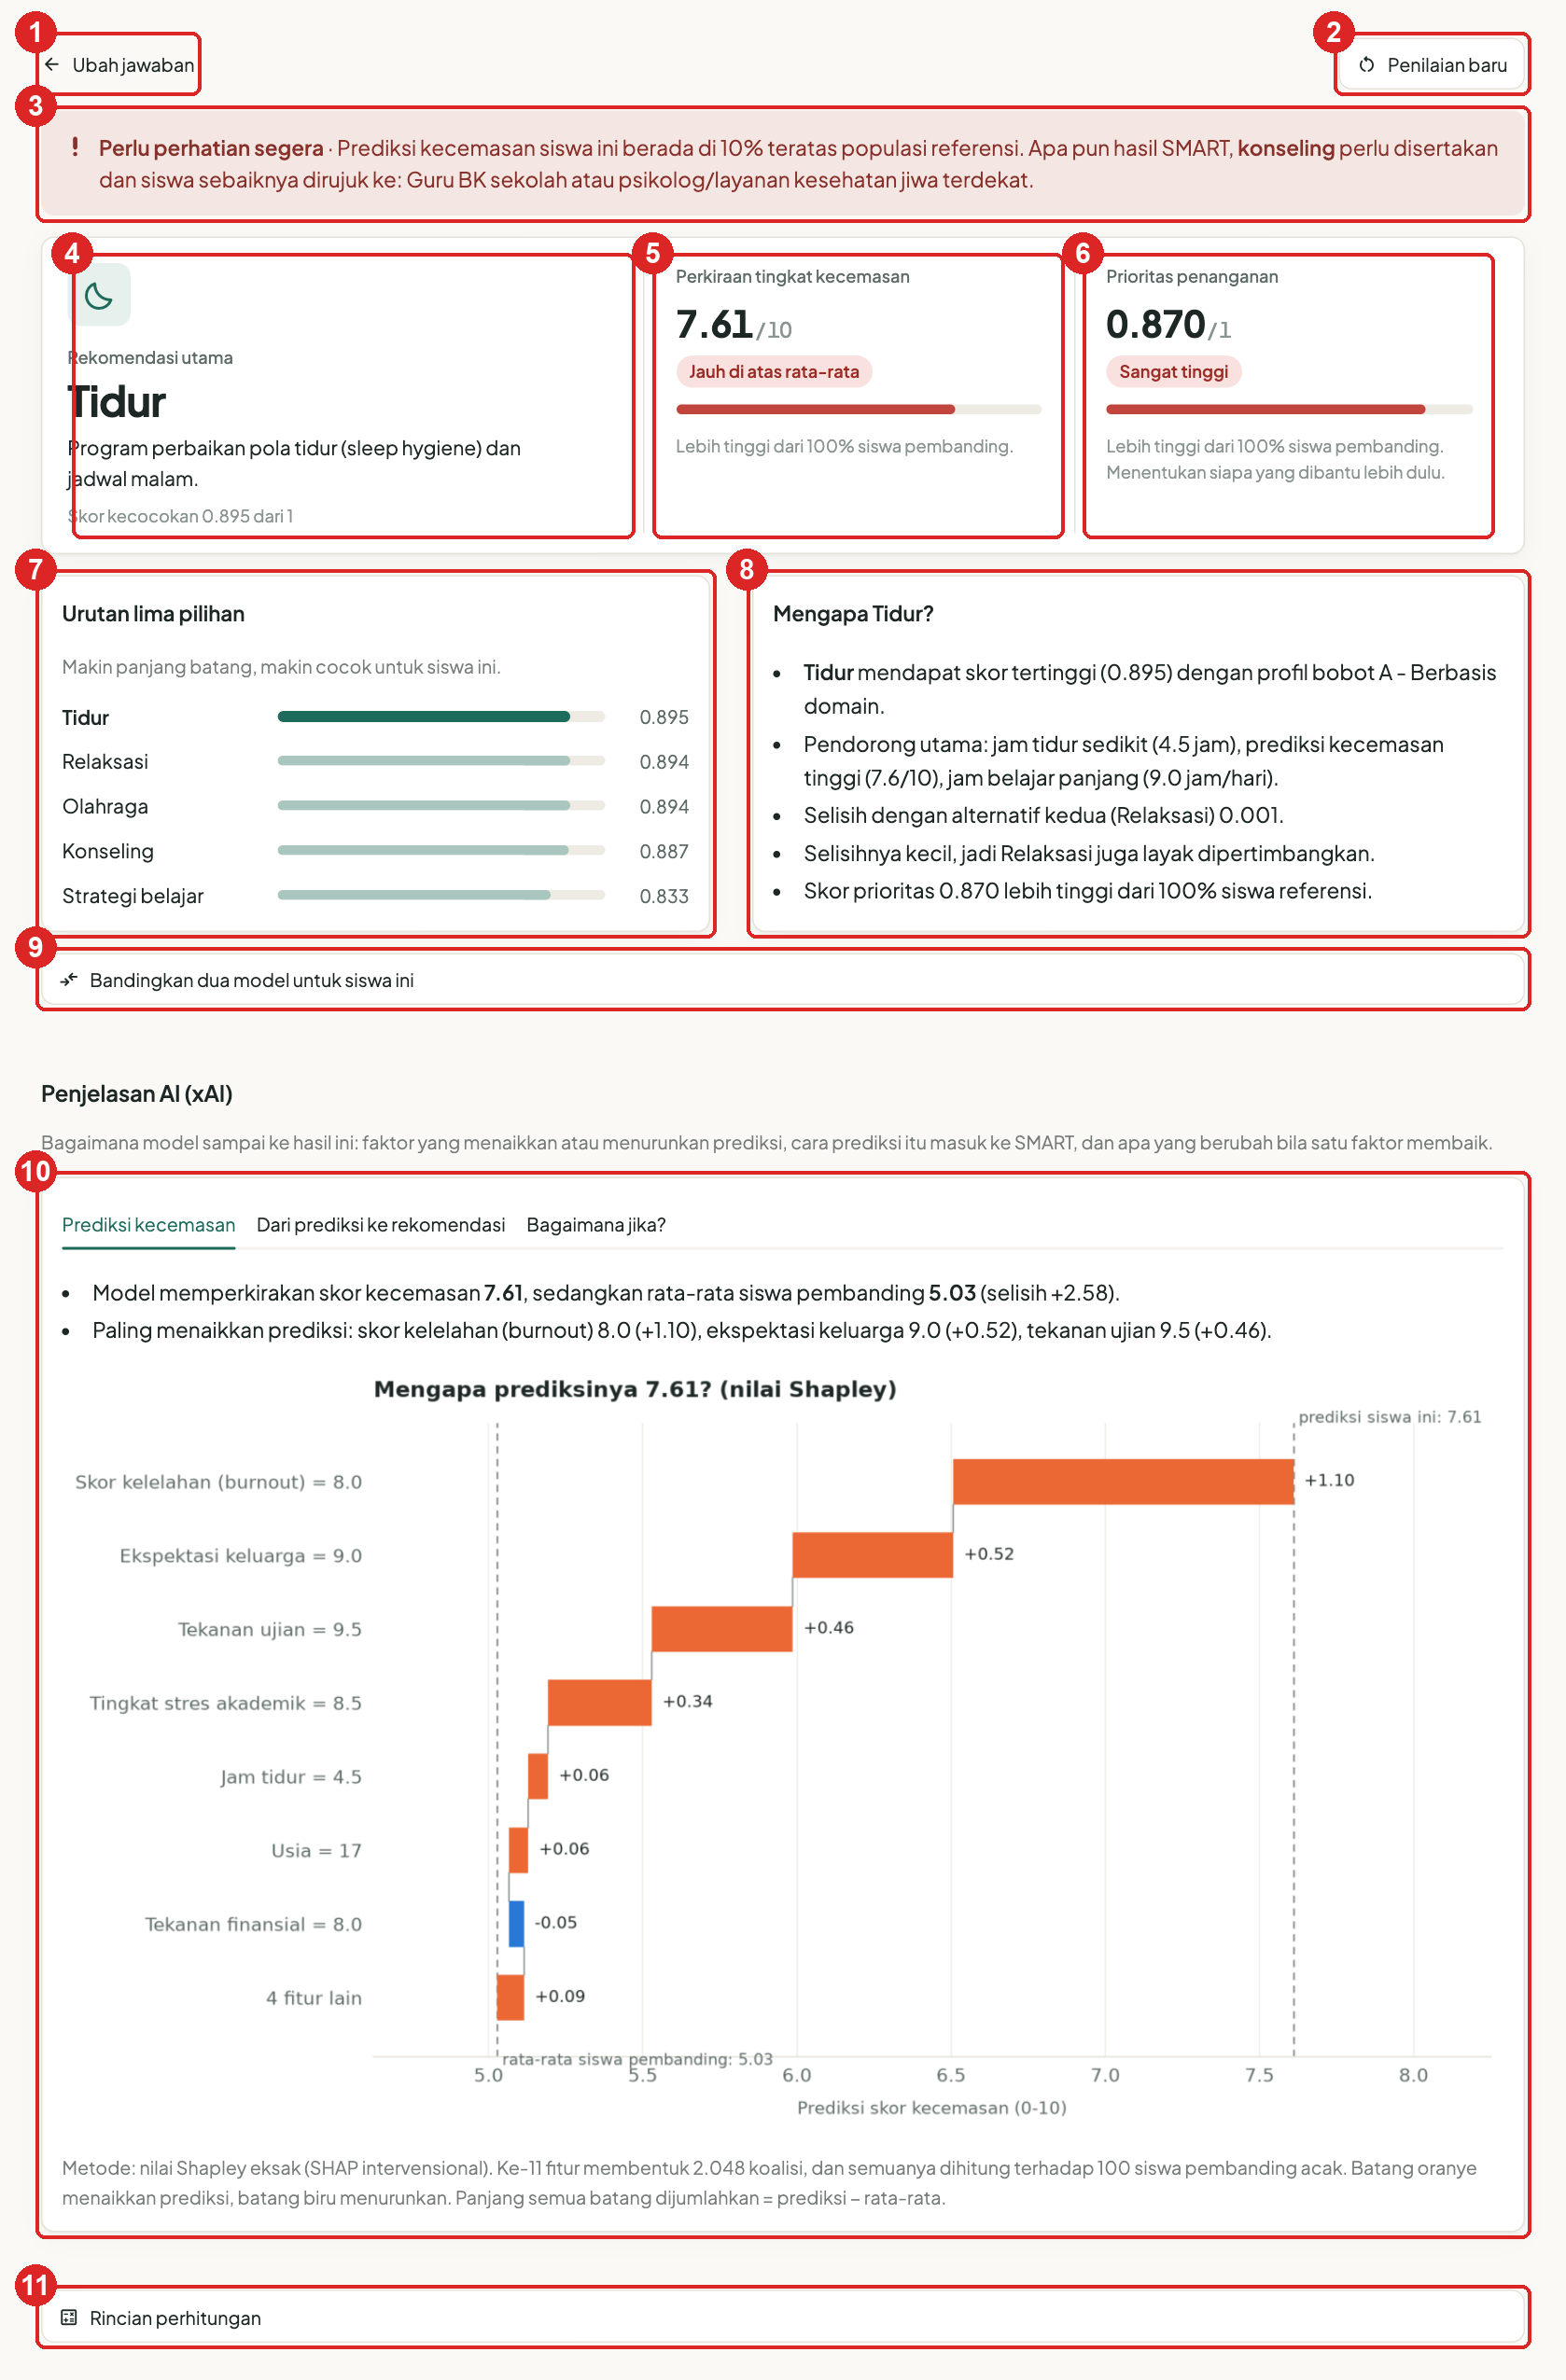 1
Ubah jawaban
2
Penilaian baru
3
Perlu perhatian segera · Prediksi kecemasan siswa ini berada di 10% teratas populasi referensi. Apa pun hasil SMART, konseling perlu disertakan
dan siswa sebaiknya dirujuk ke: Guru BK sekolah atau psikolog/layanan kesehatan jiwa terdekat.
4
Rekomendasi utama
Tidur
Program perbaikan pola tidur (sleep hygiene) dan
jadwal malam.
Skor kecocokan 0.895 dari 1
5
Perkiraan tingkat kecemasan
7.61/10
Jauh di atas rata-rata
Lebih tinggi dari 100% siswa pembanding.
6
Prioritas penanganan
0.870/1
Sangat tinggi
Lebih tinggi dari 100% siswa pembanding.
Menentukan siapa yang dibantu lebih dulu.
7
Urutan lima pilihan
Makin panjang batang, makin cocok untuk siswa ini.
Tidur 0.895
Relaksasi 0.894
Olahraga 0.894
Konseling 0.887
Strategi belajar 0.833
8
Mengapa Tidur?
• Tidur mendapat skor tertinggi (0.895) dengan profil bobot A - Berbasis
domain.
• Pendorong utama: jam tidur sedikit (4.5 jam), prediksi kecemasan
tinggi (7.6/10), jam belajar panjang (9.0 jam/hari).
• Selisih dengan alternatif kedua (Relaksasi) 0.001.
• Selisihnya kecil, jadi Relaksasi juga layak dipertimbangkan.
• Skor prioritas 0.870 lebih tinggi dari 100% siswa referensi.
9
Bandingkan dua model untuk siswa ini
Penjelasan AI (xAI)
Bagaimana model sampai ke hasil ini: faktor yang menaikkan atau menurunkan prediksi, cara prediksi itu masuk ke SMART, dan apa yang berubah bila satu faktor membaik.
10
Prediksi kecemasan Dari prediksi ke rekomendasi Bagaimana jika?
• Model memperkirakan skor kecemasan 7.61, sedangkan rata-rata siswa pembanding 5.03 (selisih +2.58).
• Paling menaikkan prediksi: skor kelelahan (burnout) 8.0 (+1.10), ekspektasi keluarga 9.0 (+0.52), tekanan ujian 9.5 (+0.46).
Mengapa prediksinya 7.61? (nilai Shapley)
prediksi siswa ini: 7.61
Skor kelelahan (burnout) = 8.0 +1.10
Ekspektasi keluarga = 9.0 +0.52
Tekanan ujian = 9.5 +0.46
Tingkat stres akademik = 8.5 +0.34
Jam tidur = 4.5 +0.06
Usia = 17 +0.06
Tekanan finansial = 8.0 -0.05
4 fitur lain +0.09
rata-rata siswa pembanding: 5.03
5.0 5.5 6.0 6.5 7.0 7.5 8.0
Prediksi skor kecemasan (0-10)
Metode: nilai Shapley eksak (SHAP intervensional). Ke-11 fitur membentuk 2.048 koalisi, dan semuanya dihitung terhadap 100 siswa pembanding acak. Batang oranye
menaikkan prediksi, batang biru menurunkan. Panjang semua batang dijumlahkan = prediksi – rata-rata.
11
Rincian perhitungan